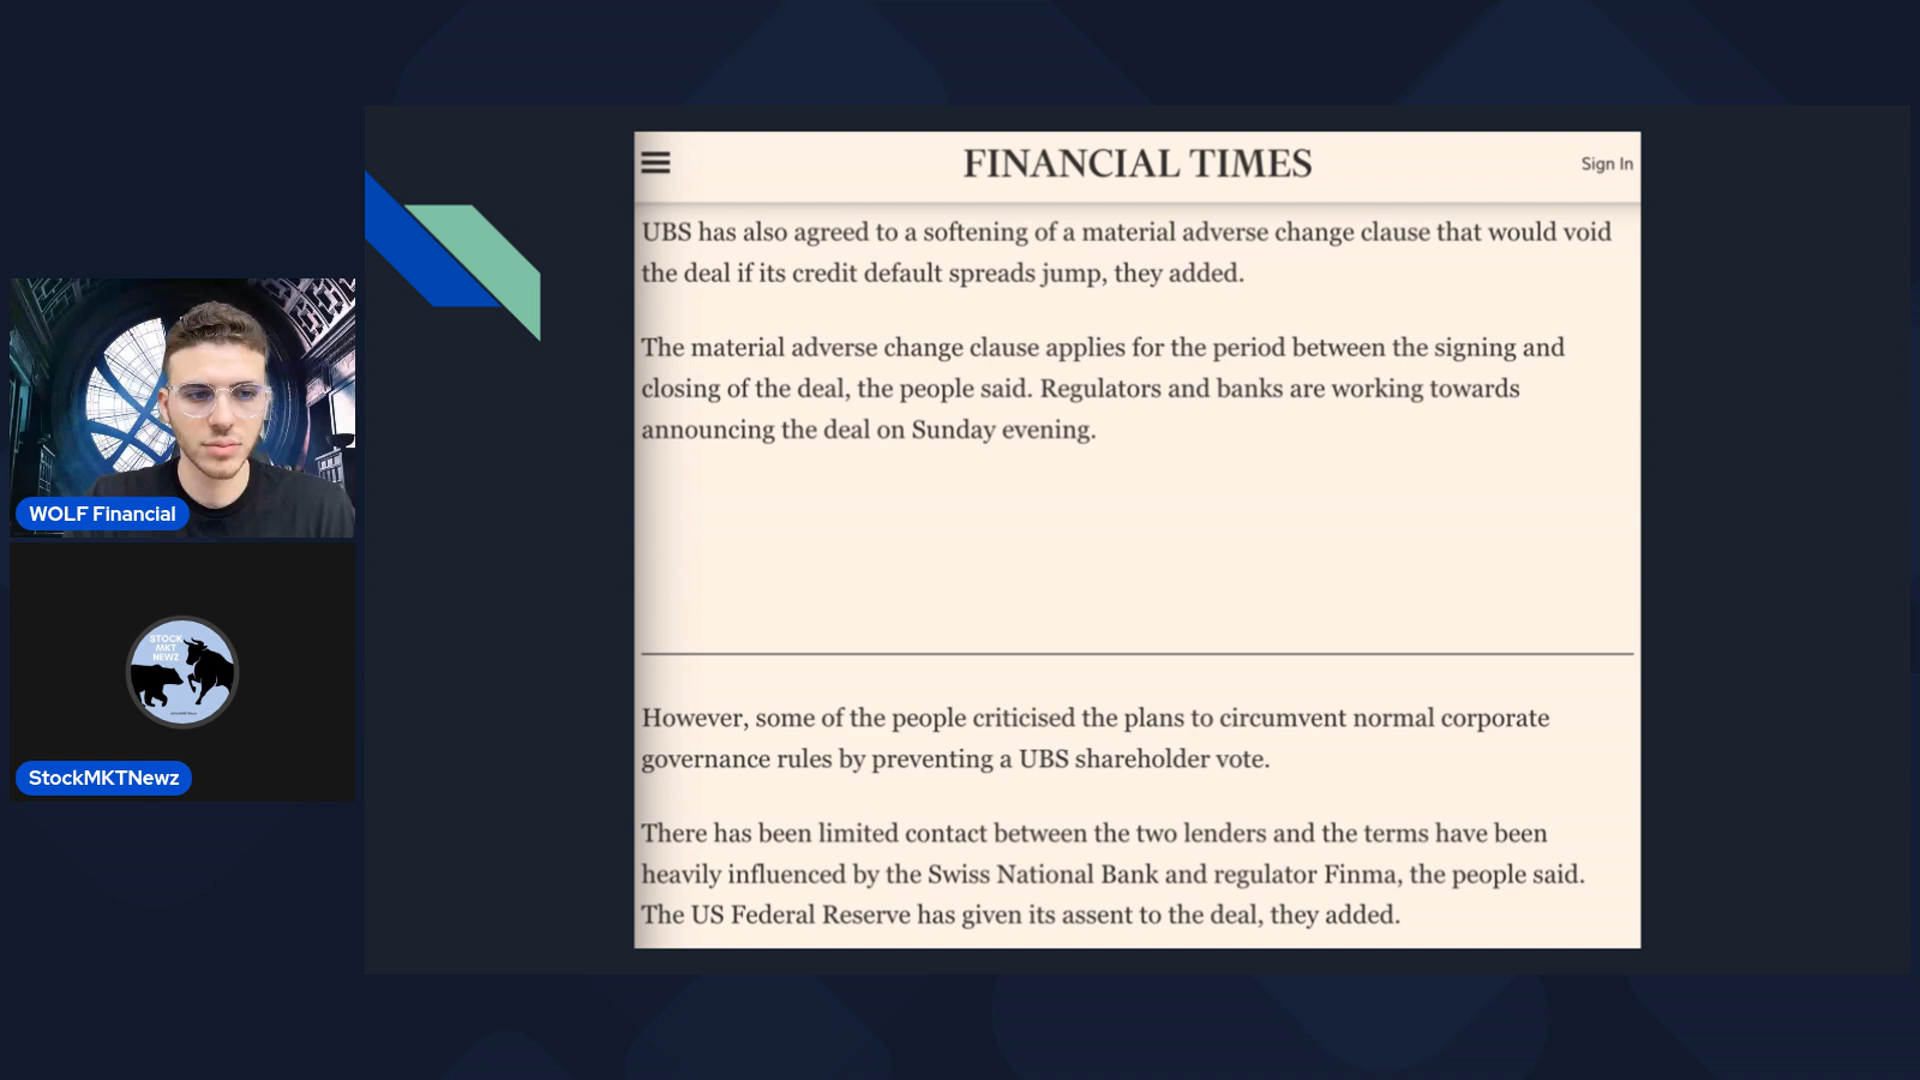 FINANCIAL TIMES
Sign In
UBS has also agreed to a softening of a material adverse change clause that would void
the deal if its credit default spreads jump, they added.
The material adverse change clause applies for the period between the signing and
closing of the deal, the people said. Regulators and banks are working towards
announcing the deal on Sunday evening.
However, some of the people criticised the plans to circumvent normal corporate
governance rules by preventing a UBS shareholder vote.
There has been limited contact between the two lenders and the terms have been
heavily influenced by the Swiss National Bank and regulator Finma, the people said.
The US Federal Reserve has given its assent to the deal, they added.
WOLF Financial
STOCK
MKT
NEWZ
StockMKTNewz